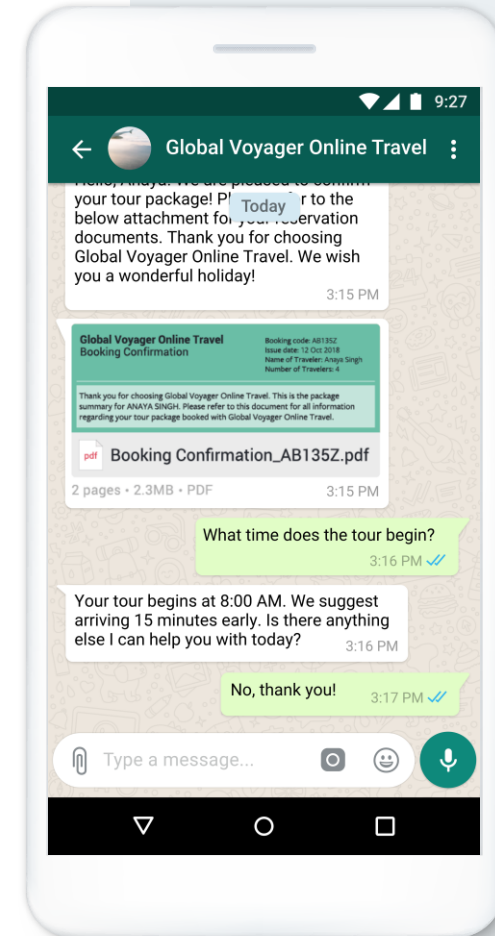 9:27
Global Voyager Online Travel
Hello, Anaya! We are pleased to confirm
your tour package! to the
Today
below attachment for your reservation
documents. Thank you for choosing
Global Voyager Online Travel. We wish
you a wonderful holiday!
3:15 PM
Global Voyager Online Travel
Booking Confirmation
Booking code: AB135Z
Issue date: 12 Oct 2018
Name of Traveler: Anaya Singh
Number of Travelers: 4
Thank you for choosing Global Voyager Online Travel. This is the package
summary for ANAYA SINGH. Please refer to this document for all information
regarding your tour package booked with Global Voyager Online Travel.
pdf
Booking Confirmation_AB135Z.pdf
2 pages • 2.3MB • PDF
3:15 PM
What time does the tour begin?
3:16 PM
Your tour begins at 8:00 AM. We suggest
arriving 15 minutes early. Is there anything
else I can help you with today?
3:16 PM
No, thank you!
3:17 PM
Type a message...